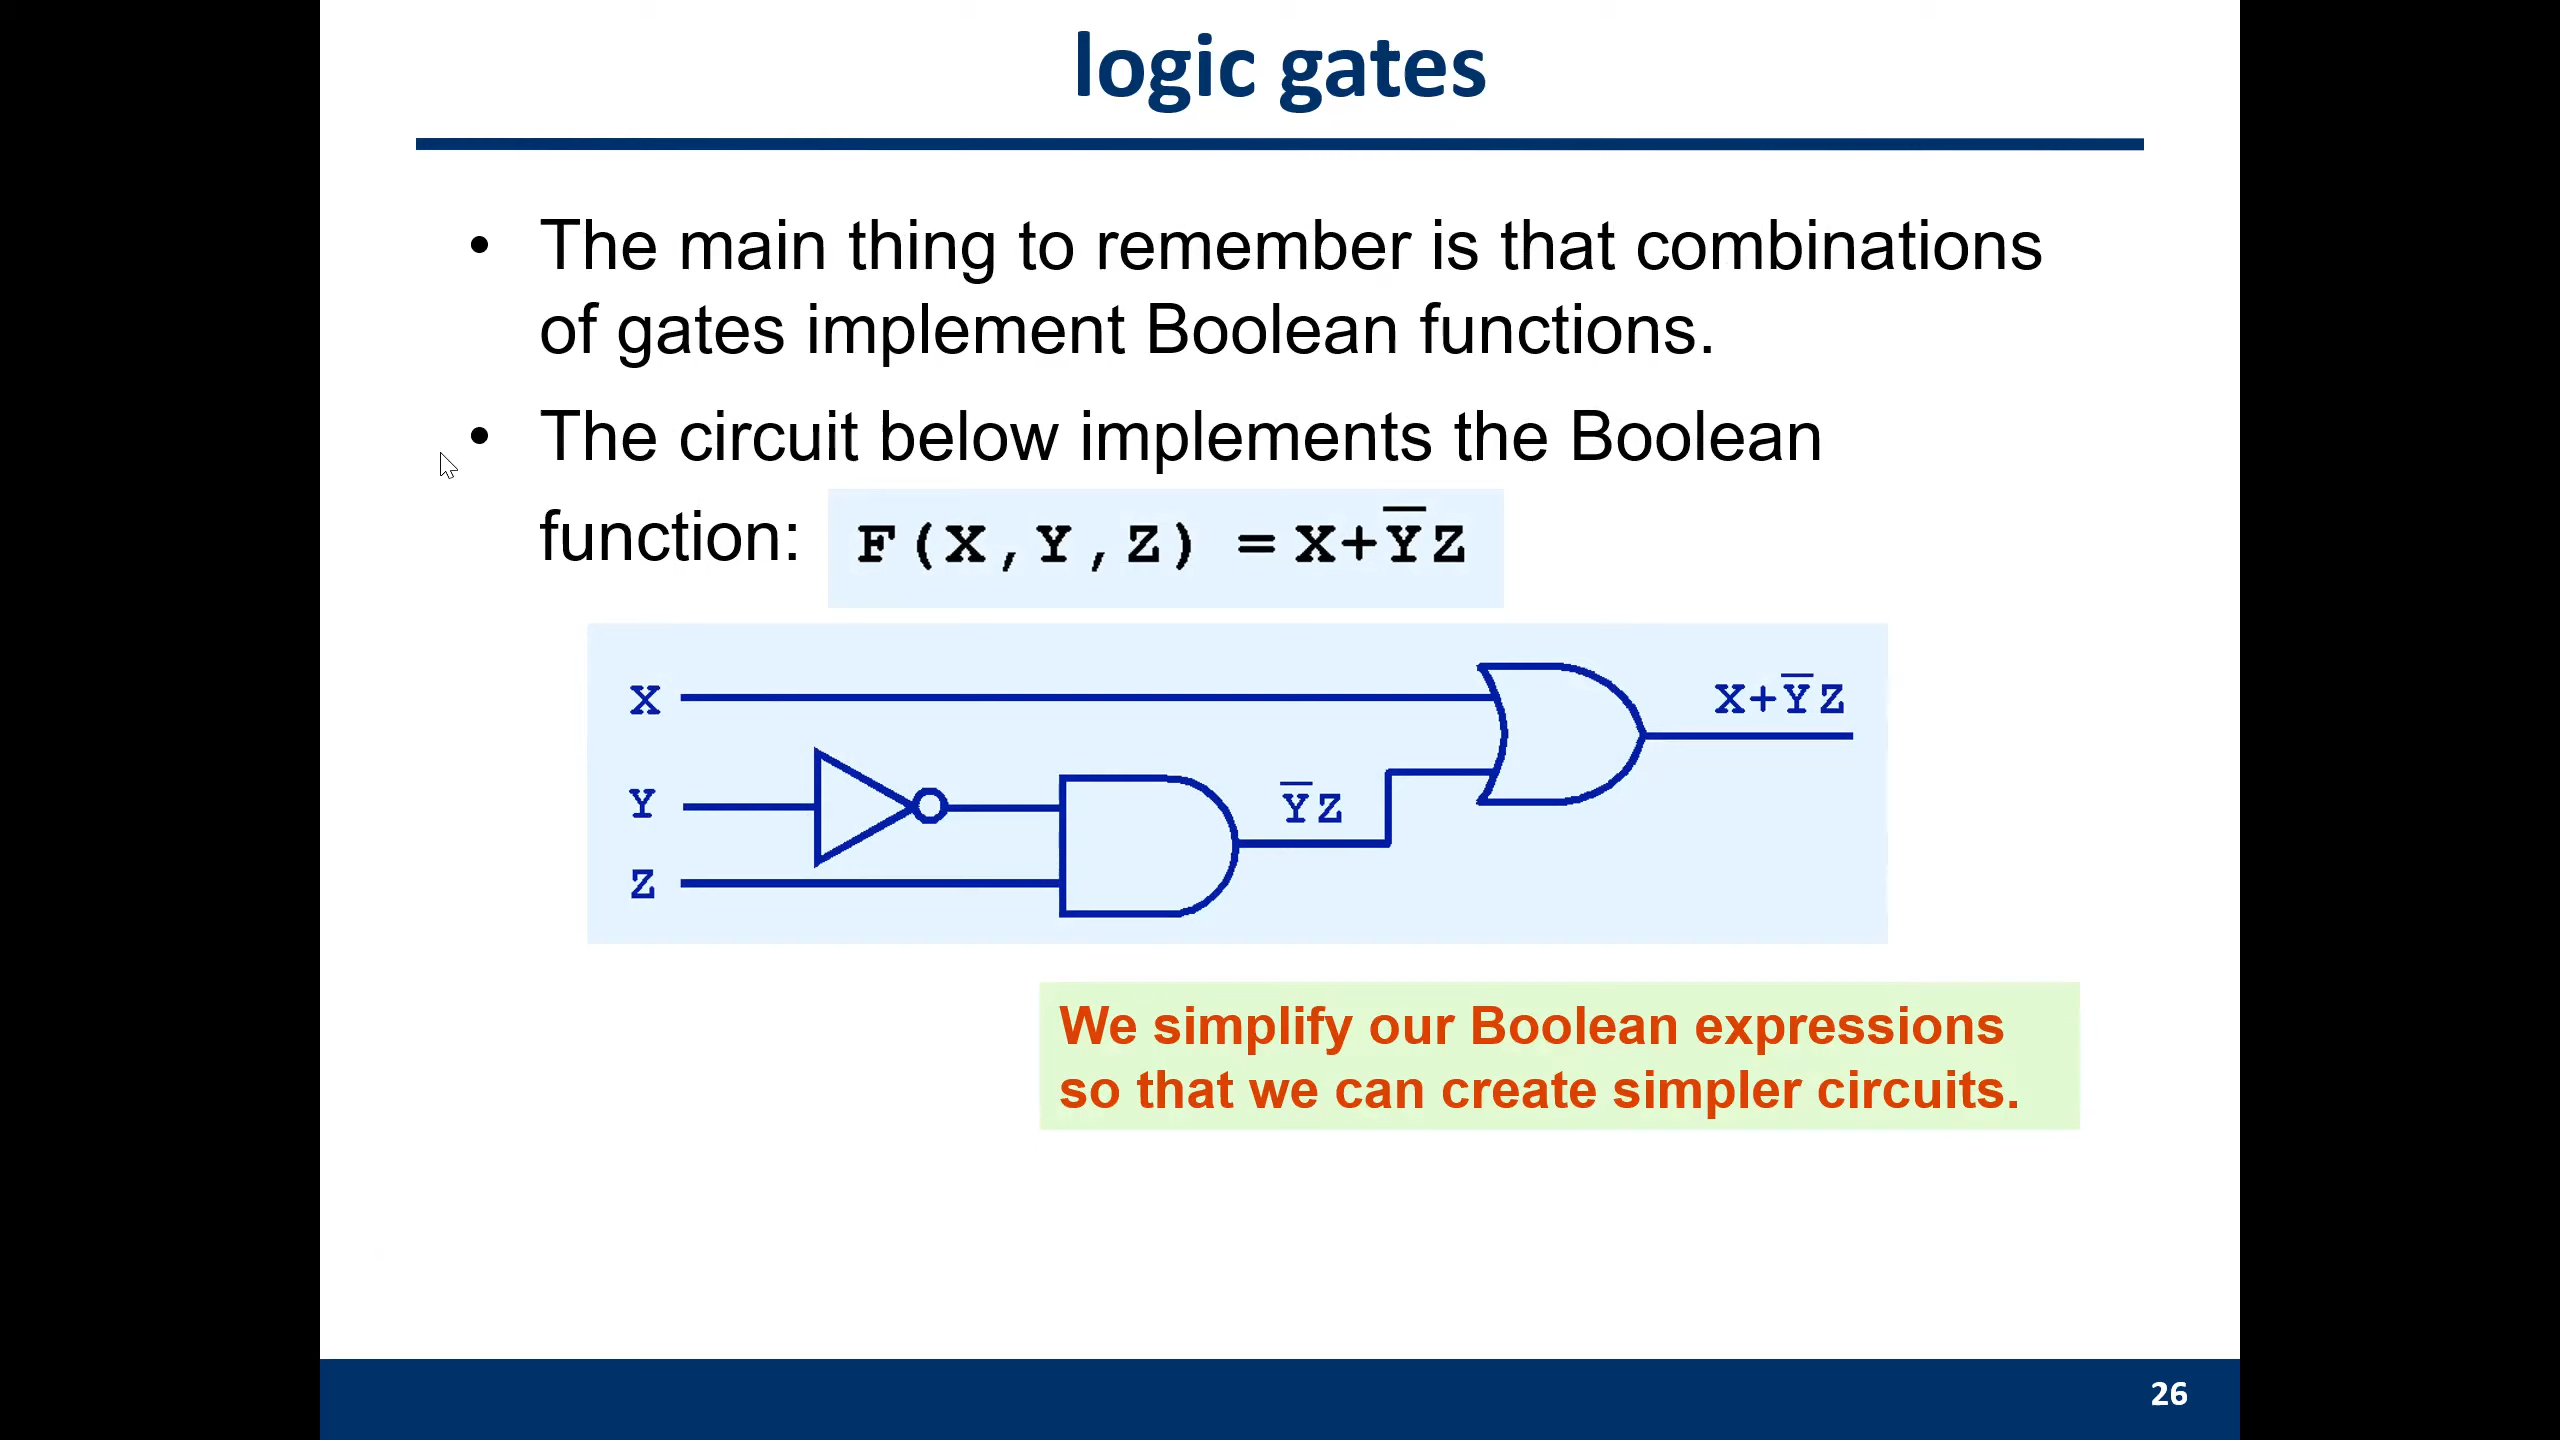 logic gates
• The main thing to remember is that combinations
of gates implement Boolean functions.
• The circuit below implements the Boolean
function: F(X,Y,Z) = X+Y̅Z
X
X+Y̅Z
Y
Y̅Z
Z
We simplify our Boolean expressions
so that we can create simpler circuits.
26